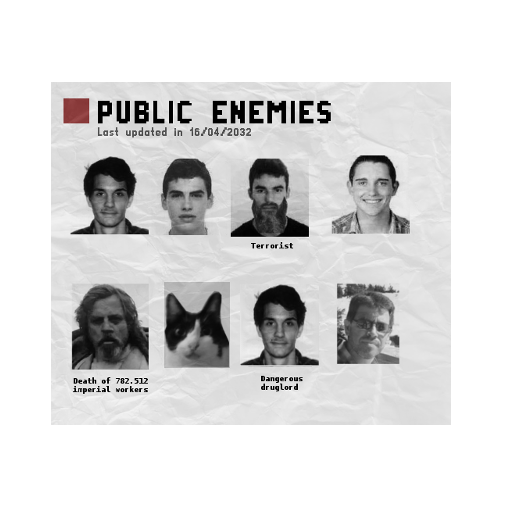 PUBLIC ENEMIES
Last updated in 16/04/2032
Terrorist
Death of 782.512
imperial workers
Dangerous
druglord